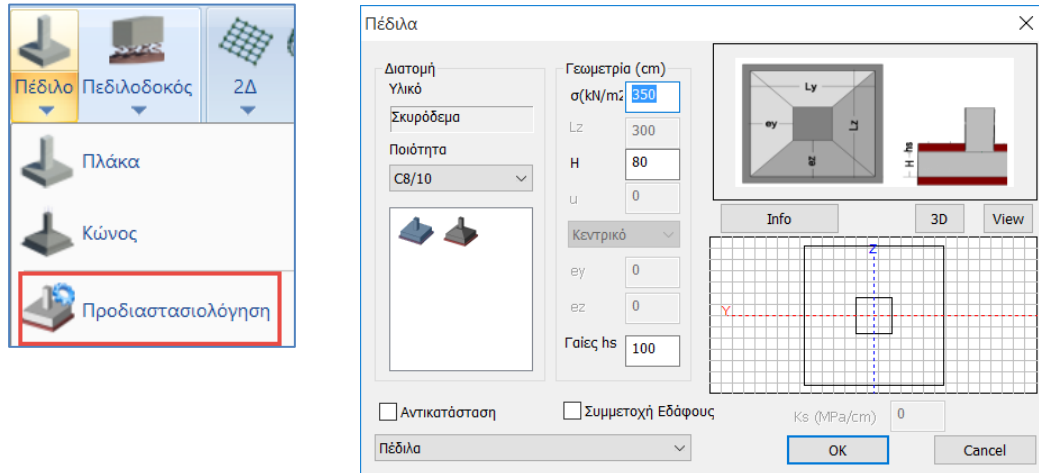 Πέδιλο Πεδιλοδοκός 2Δ
Πλάκα
Κώνος
Προδιαστασιολόγηση
Πέδιλα
Διατομή
Υλικό
Σκυρόδεμα
Ποιότητα
C8/10
Γεωμετρία (cm)
σ(kN/m2 350
Lz 300
H 80
u 0
Κεντρικό
ey 0
ez 0
Γαίες hs 100
Ly
ey
Lz
ez
H -hs
Info 3D View
Z
Y
Αντικατάσταση
Συμμετοχή Εδάφους
Ks (MPa/cm) 0
Πέδιλα
OK Cancel